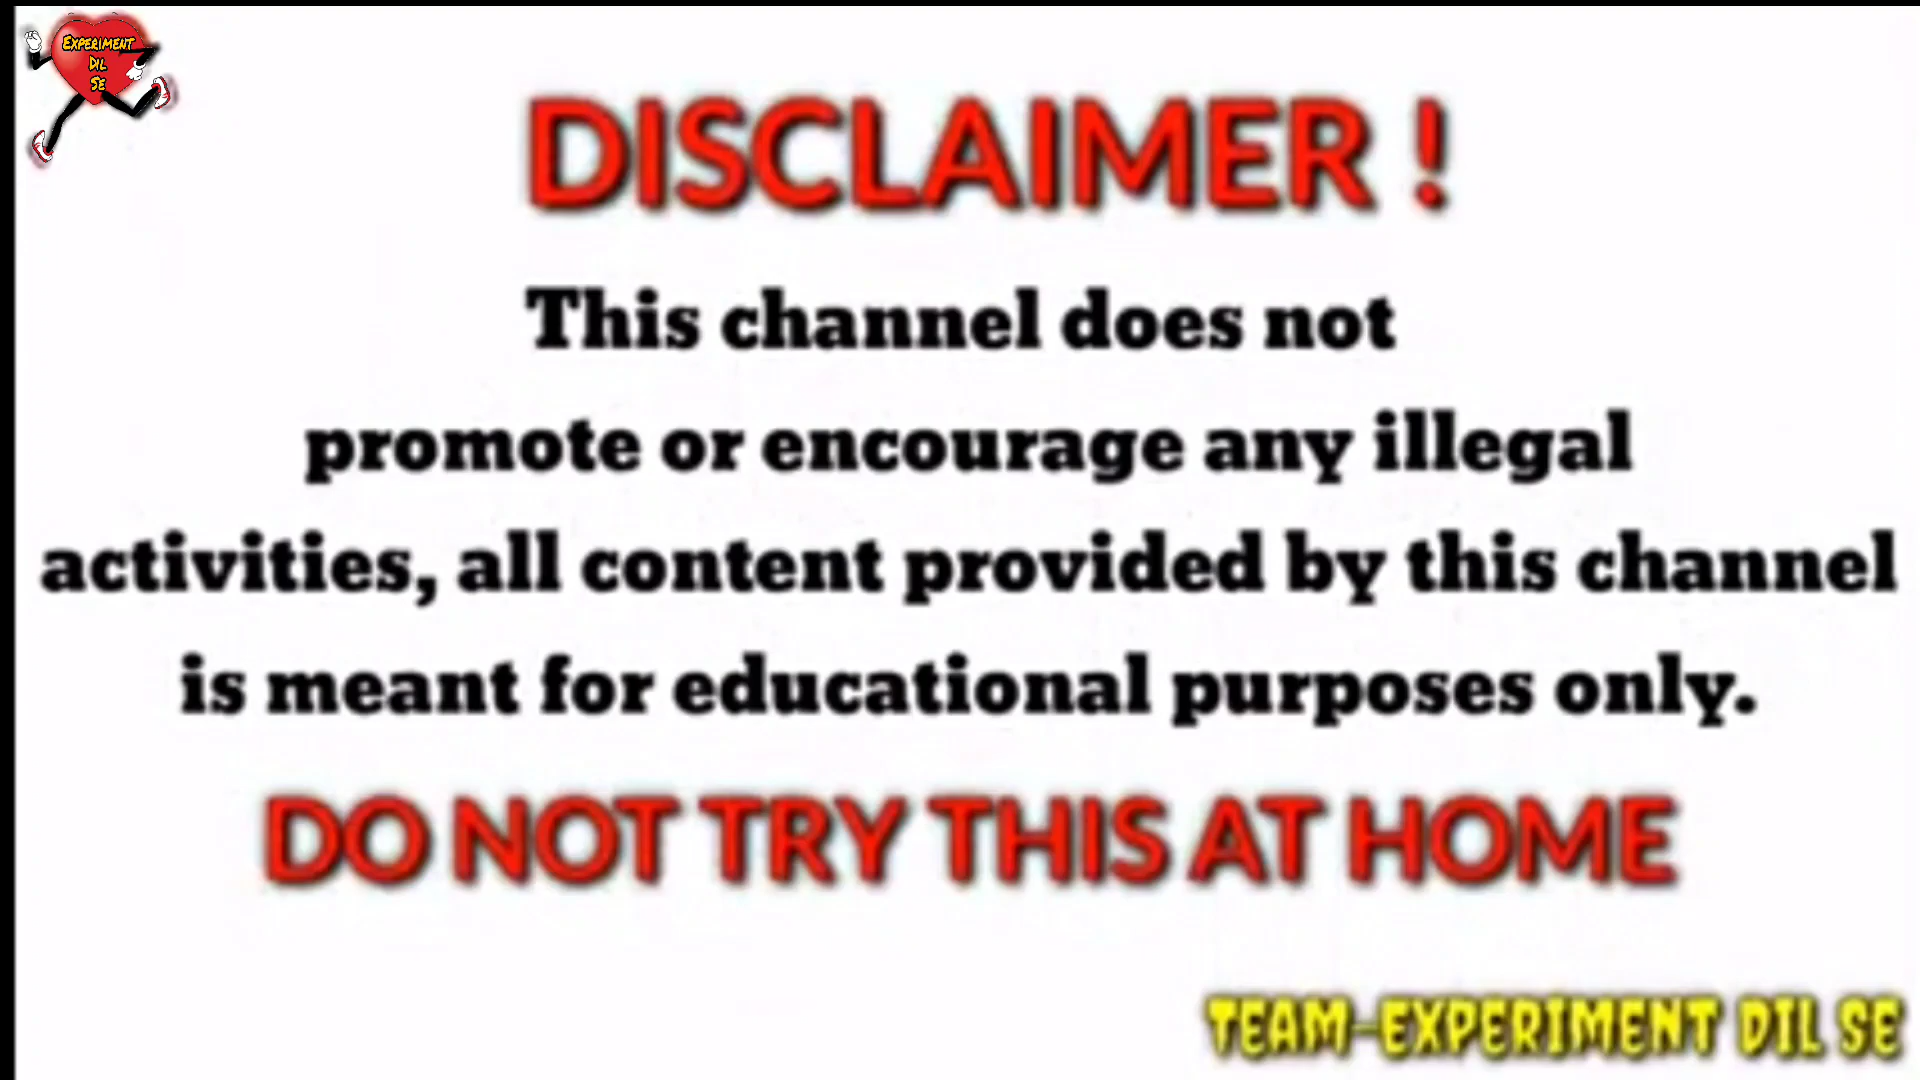 EXPERIMENT
DIL
SE
DISCLAIMER !
This channel does not
promote or encourage any illegal
activities, all content provided by this channel
is meant for educational purposes only.
DO NOT TRY THIS AT HOME
TEAM-EXPERIMENT DIL SE